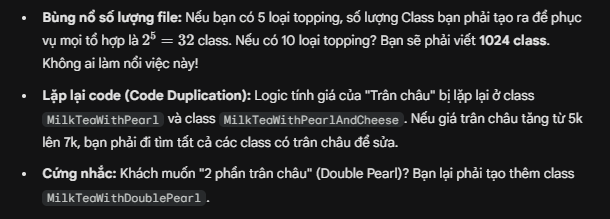 • Bùng nổ số lượng file: Nếu bạn có 5 loại topping, số lượng Class bạn phải tạo ra để phục
vụ mọi tổ hợp là 2⁵ = 32 class. Nếu có 10 loại topping? Bạn sẽ phải viết 1024 class.
Không ai làm nổi việc này!
• Lặp lại code (Code Duplication): Logic tính giá của "Trân châu" bị lặp lại ở class
MilkTeaWithPearl và class MilkTeaWithPearlAndCheese. Nếu giá trân châu tăng từ 5k
lên 7k, bạn phải đi tìm tất cả các class có trân châu để sửa.
• Cứng nhắc: Khách muốn "2 phần trân châu" (Double Pearl)? Bạn lại phải tạo thêm class
MilkTeaWithDoublePearl.